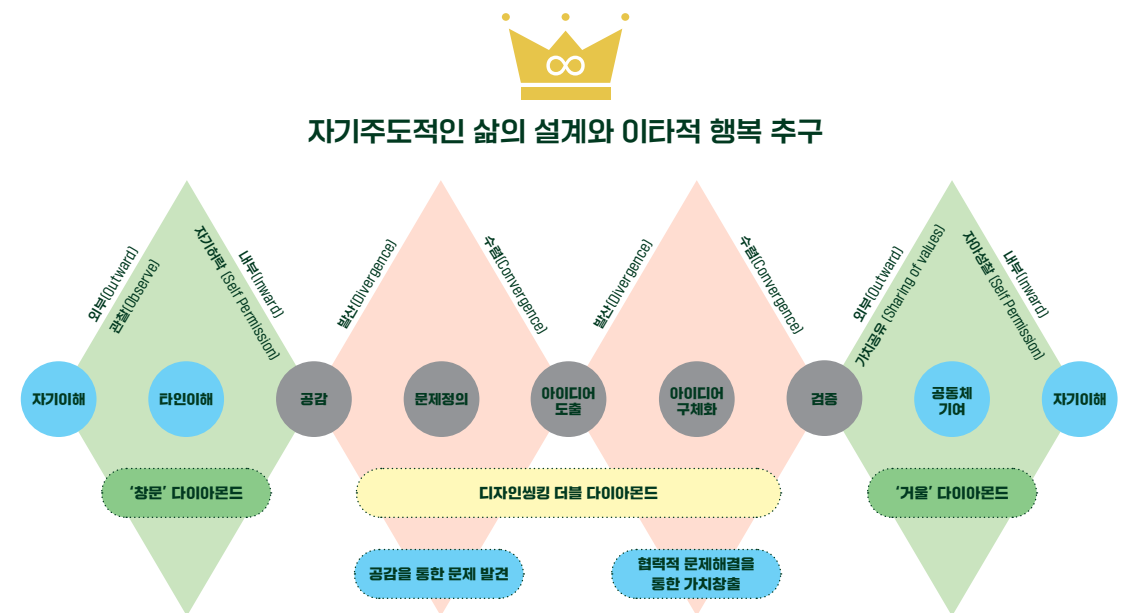 자기주도적인 삶의 설계와 이타적 행복 추구
외부(Outward)
관찰(Observe)
자기허락 (Self Permission)
내부(Inward)
발산(Divergence)
수렴(Convergence)
발산(Divergence)
수렴(Convergence)
외부(Outward)
가치공유 (Sharing of values)
자아성찰 (Self Permission)
내부(Inward)
자기이해
타인이해
공감
문제정의
아이디어
도출
아이디어
구체화
검증
공동체
기여
자기이해
‘창문’ 다이아몬드
디자인씽킹 더블 다이아몬드
‘거울’ 다이아몬드
공감을 통한 문제 발견
협력적 문제해결을
통한 가치창출